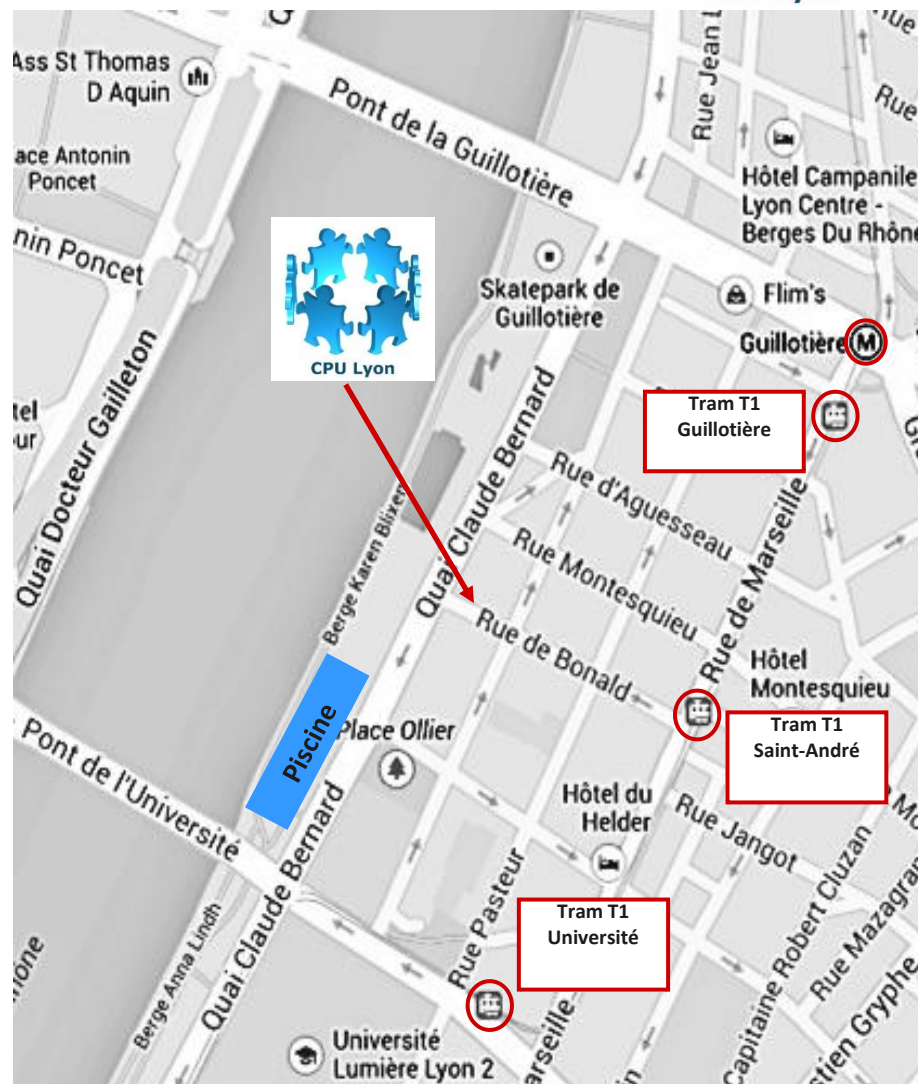 Ass St Thomas
D Aquin
ace Antonin
Poncet
nin Poncet
Pont de la Guillotière
Rue Jean
Rue
Hôtel Campanile
Lyon Centre -
Berges Du Rhône
Skatepark de
Guillotière
Flim's
Guillotière M
CPU Lyon
Tram T1
Guillotière
tel
ur
Quai Docteur Gailleton
Berge Karen Blixen
Quai Claude Bernard
Rue d'Aguesseau
Rue Montesquieu
Rue de Marseille
Rue de Bonald
Hôtel
Montesquieu
Tram T1
Saint-André
Piscine
Place Ollier
Pont de l'Université
Hôtel du
Helder
Rue Jangot
Quai Claude Bernard
Rue Pasteur
Tram T1
Université
Capitaine Robert Cluzan
Rue Mazagran
tien Gryphe
Berge Anna Lindh
hône
arseille
Université
Lumière Lyon 2